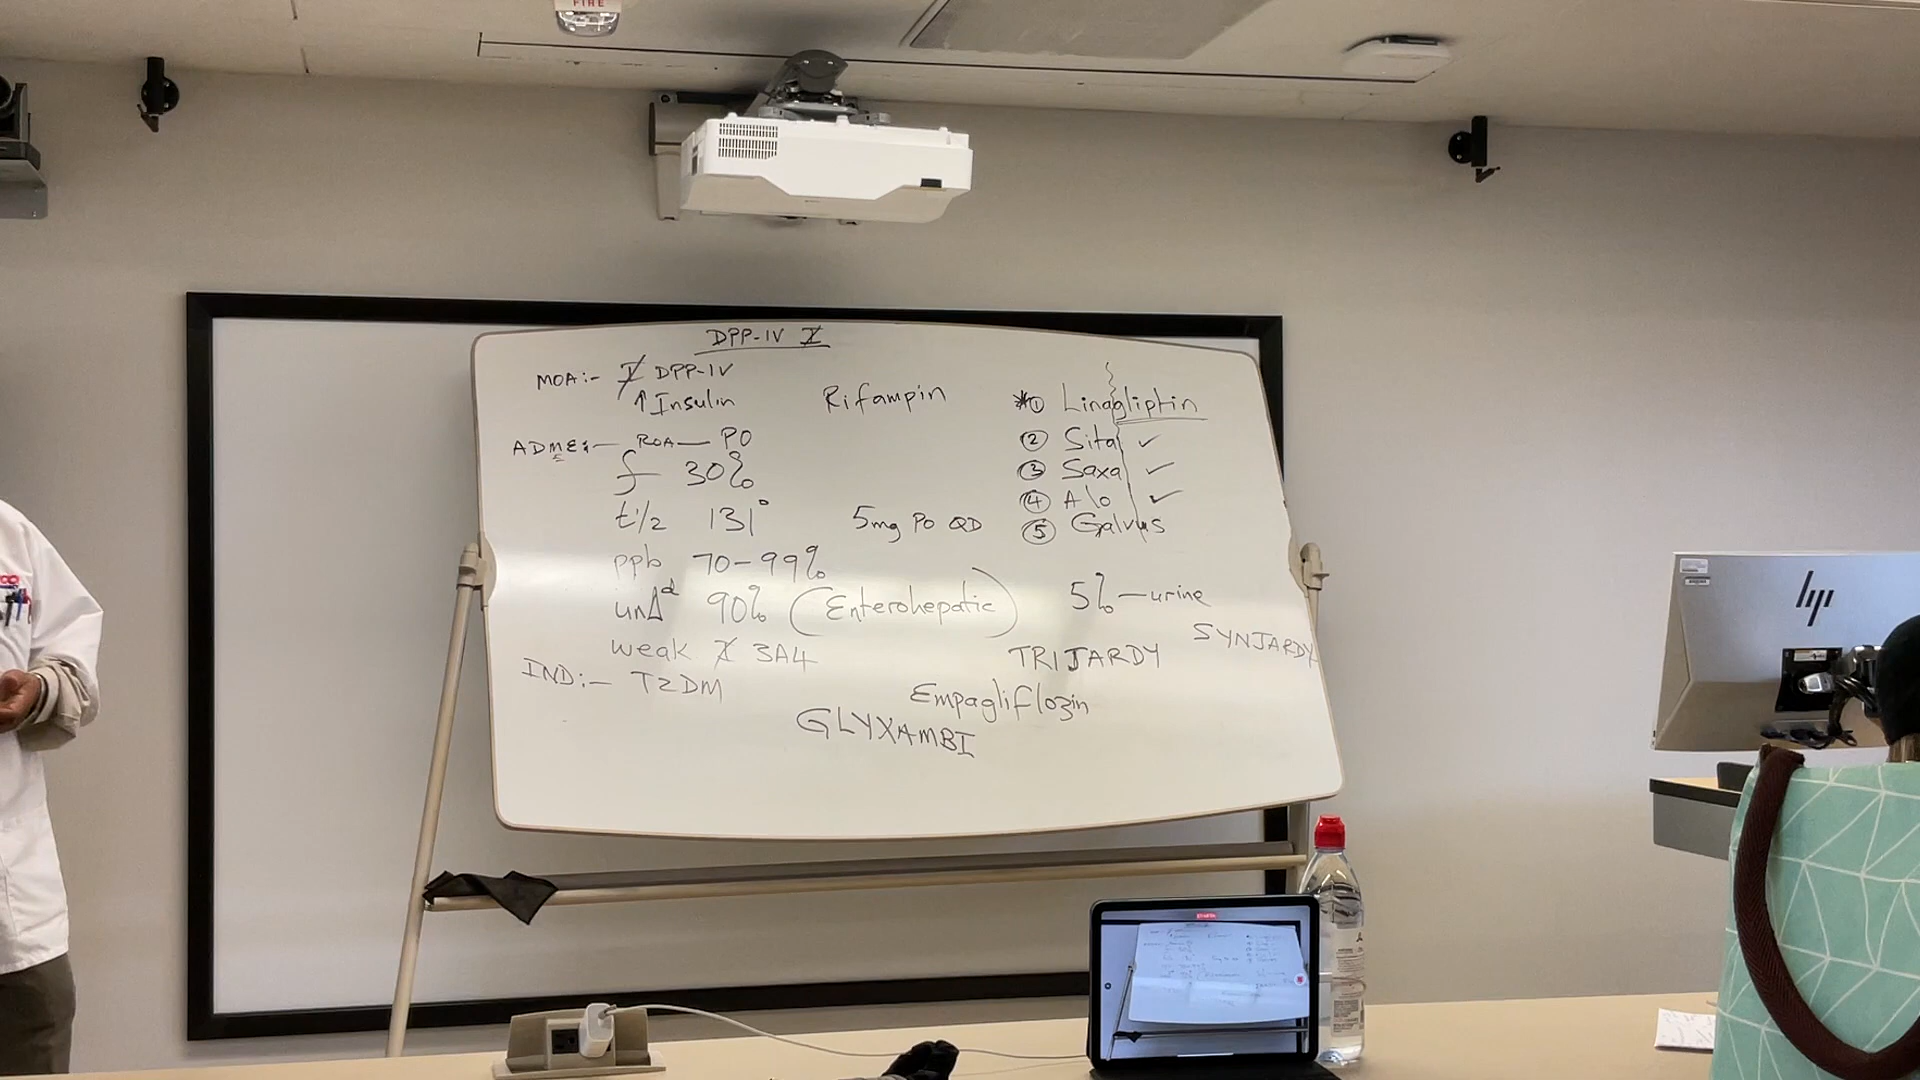 FIRE
DPP-IV I
MOA:- I DPP-IV
↑ Insulin
Rifampin
ADME:— ROA — PO
f 30%
t½ 131°
5mg PO QD
ppb 70-99%
unΔd 90% (Enterohepatic)
5% — urine
weak I 3A4
IND:— T2DM
* ① Linagliptin
② Sita ✓
③ Saxa ✓
④ Alo ✓
⑤ Galvus
SYNJARDY
TRIJARDY
Empagliflozin
GLYXAMBI
hp